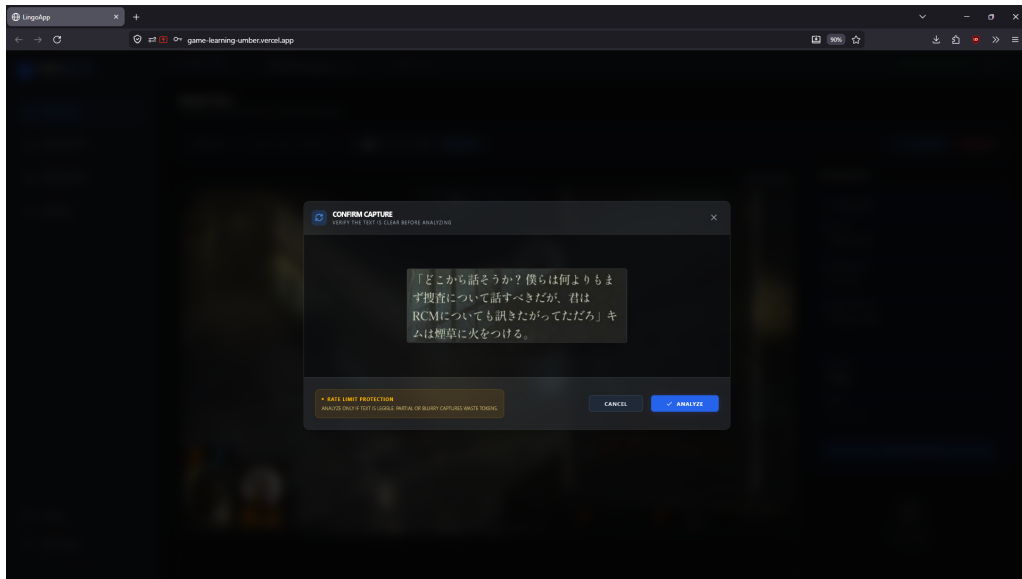 LingoApp
game-learning-umber.vercel.app
90%
CONFIRM CAPTURE
VERIFY THE TEXT IS CLEAR BEFORE ANALYZING
「どこから話そうか？僕らは何よりもま
ず捜査について話すべきだが、君は
RCMについても訊きたがってただろ」キ
ムは煙草に火をつける。
RATE LIMIT PROTECTION
ANALYZE ONLY IF TEXT IS LEGIBLE. PARTIAL OR BLURRY CAPTURES WASTE TOKENS.
CANCEL
ANALYZE